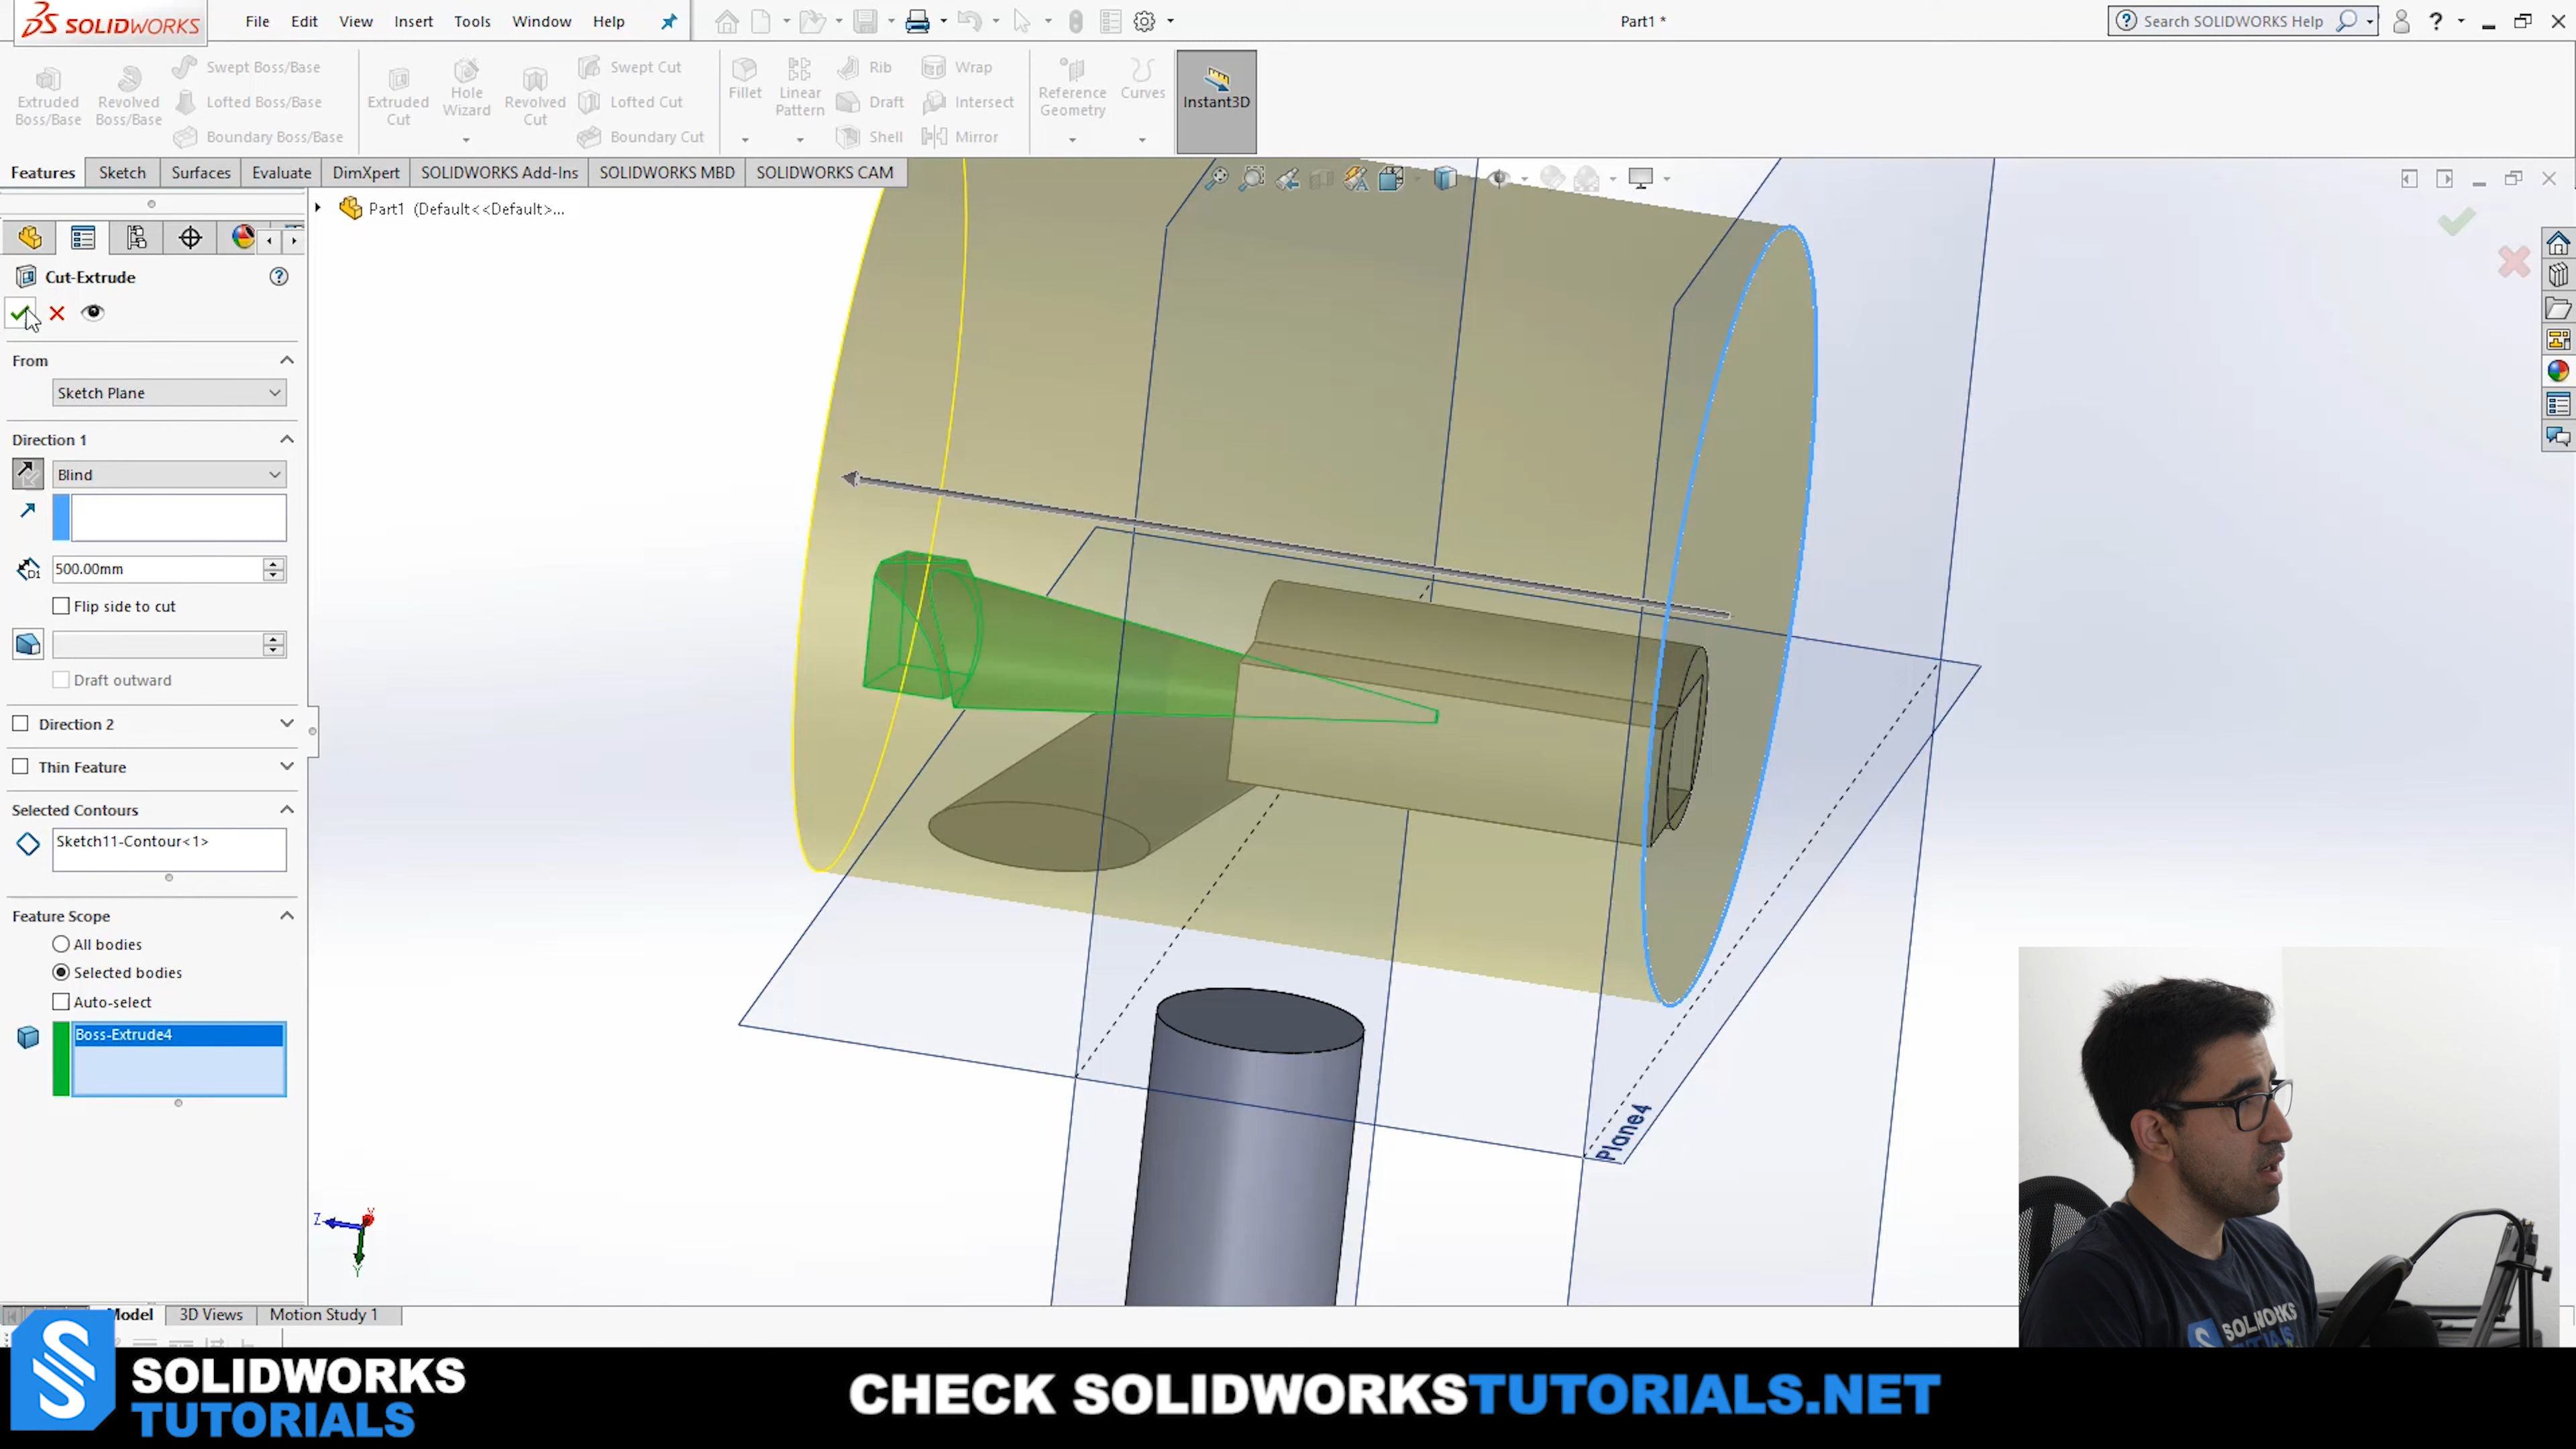 SOLIDWORKS File Edit View Insert Tools Window Help Part1 * Search SOLIDWORKS Help
Extruded Boss/Base
Revolved Boss/Base
Swept Boss/Base
Lofted Boss/Base
Boundary Boss/Base
Extruded Cut
Hole Wizard
Revolved Cut
Swept Cut
Lofted Cut
Boundary Cut
Fillet
Linear Pattern
Rib
Draft
Shell
Wrap
Intersect
Mirror
Reference Geometry
Curves
Instant3D
Features Sketch Surfaces Evaluate DimXpert SOLIDWORKS Add-Ins SOLIDWORKS MBD SOLIDWORKS CAM
Part1 (Default<<Default>...
Cut-Extrude
From
Sketch Plane
Direction 1
Blind
D1
500.00mm
Flip side to cut
Draft outward
Direction 2
Thin Feature
Selected Contours
Sketch11-Contour<1>
Feature Scope
All bodies
Selected bodies
Auto-select
Boss-Extrude4
Plane4
Z X
Y
Model 3D Views Motion Study 1
SOLIDWORKS
TUTORIALS
SOLIDWORKS
TUTORIALS
CHECK SOLIDWORKSTUTORIALS.NET